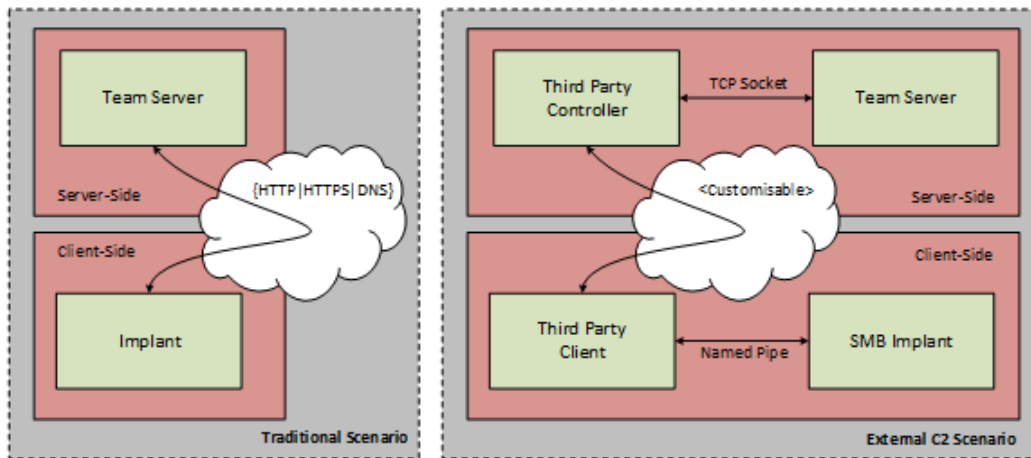 Team Server
{HTTP|HTTPS|DNS}
Server-Side
Client-Side
Implant
Traditional Scenario
Third Party
Controller
TCP Socket
Team Server
<Customisable>
Server-Side
Client-Side
Third Party
Client
Named Pipe
SMB Implant
External C2 Scenario